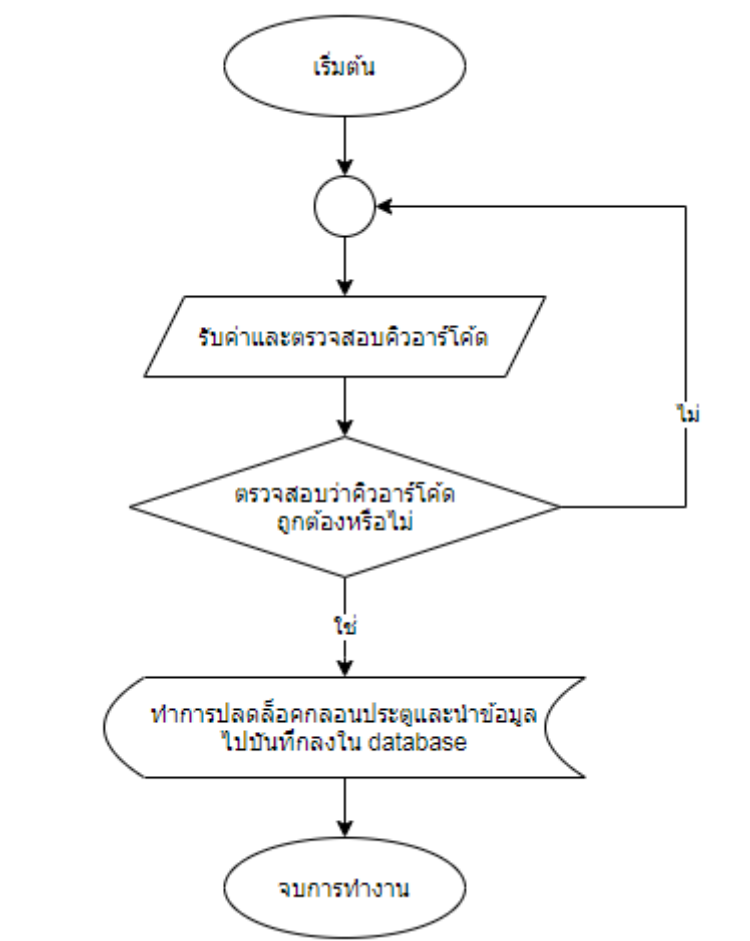 เริ่มต้น
รับค่าและตรวจสอบคิวอาร์โค้ด
ไม่
ตรวจสอบว่าคิวอาร์โค้ด
ถูกต้องหรือไม่
ใช่
ทำการปลดล็อคกลอนประตูและนำข้อมูล
ไปบันทึกลงใน database
จบการทำงาน